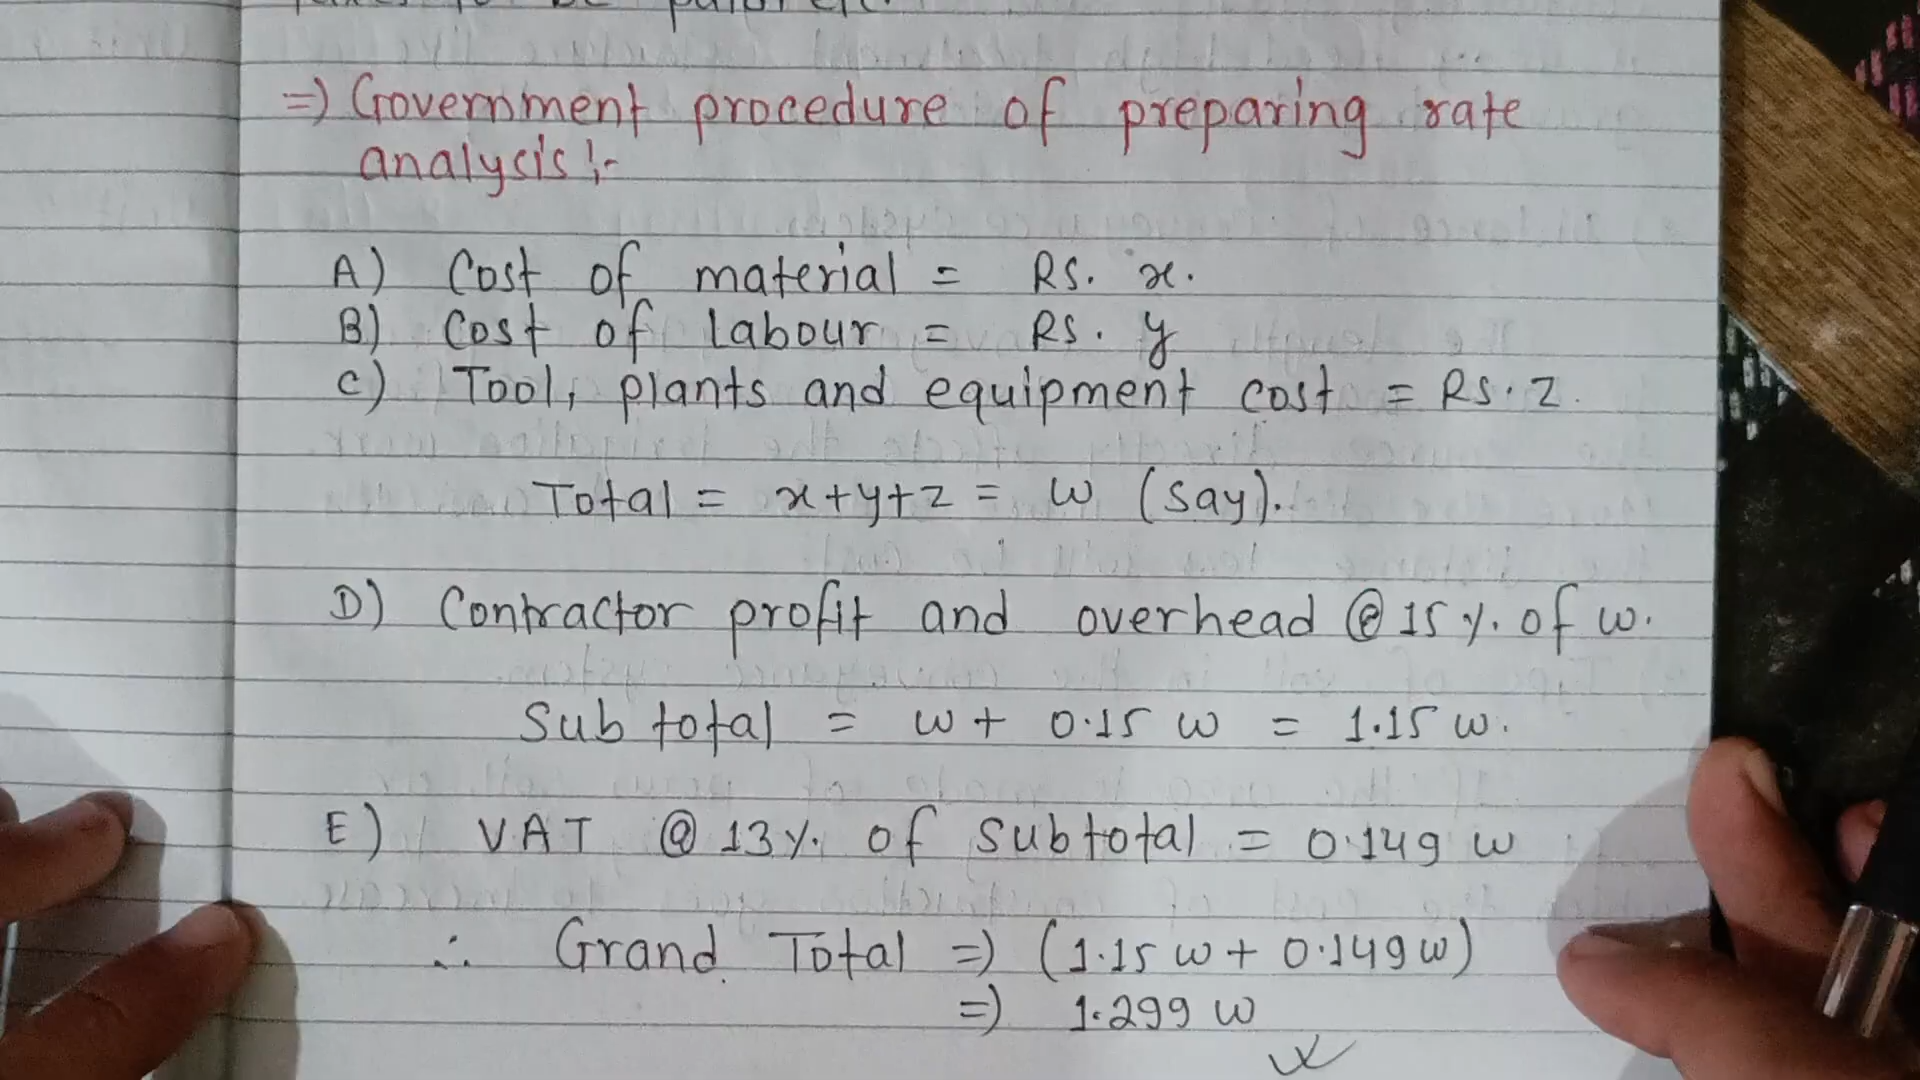 =) Government procedure of preparing rate
analysis :-
A) Cost of material = RS. x.
B) Cost of labour = RS. y
C) Tool, plants and equipment cost = RS. z.
Total = x+y+z = w (say).
D) Contractor profit and overhead @ 15 %. of w.
Sub total = w + 0.15 w = 1.15 w.
E) VAT @ 13%. of subtotal = 0.149 w
∴ Grand Total =) (1.15 w + 0.149w)
=) 1.299 w